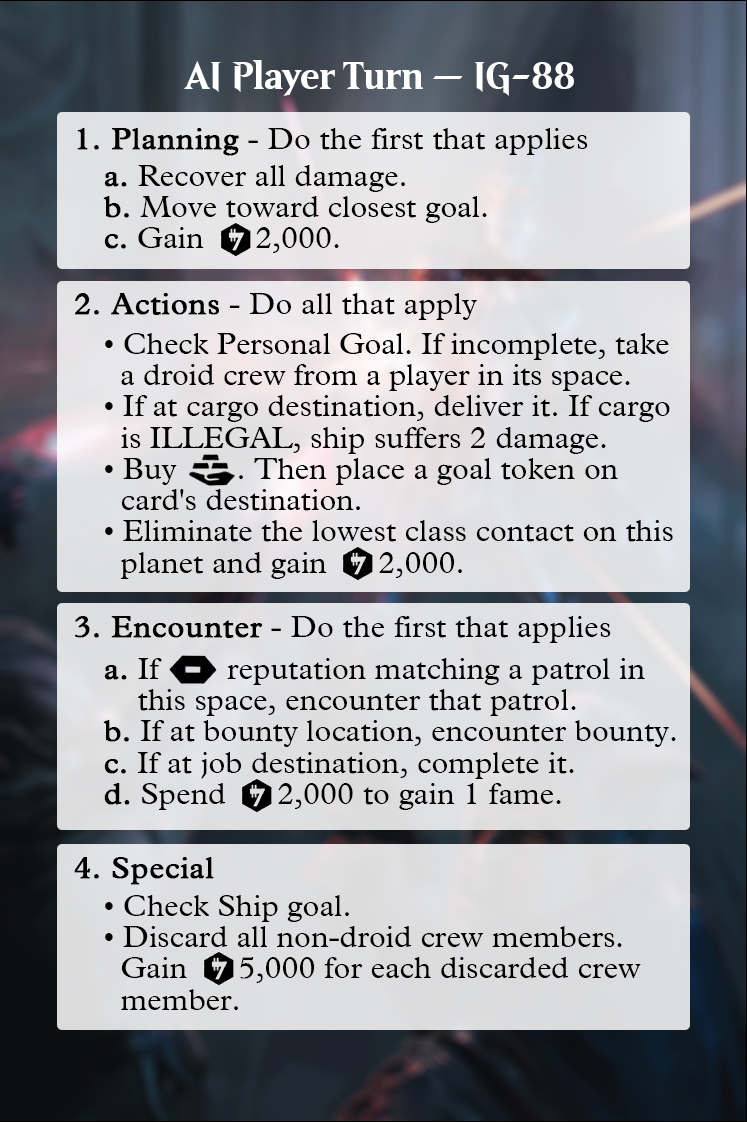 AI Player Turn — IG-88
1. Planning - Do the first that applies
a. Recover all damage.
b. Move toward closest goal.
c. Gain 2,000.
2. Actions - Do all that apply
• Check Personal Goal. If incomplete, take
a droid crew from a player in its space.
• If at cargo destination, deliver it. If cargo
is ILLEGAL, ship suffers 2 damage.
• Buy . Then place a goal token on
card's destination.
• Eliminate the lowest class contact on this
planet and gain 2,000.
3. Encounter - Do the first that applies
a. If reputation matching a patrol in
this space, encounter that patrol.
b. If at bounty location, encounter bounty.
c. If at job destination, complete it.
d. Spend 2,000 to gain 1 fame.
4. Special
• Check Ship goal.
• Discard all non-droid crew members.
Gain 5,000 for each discarded crew
member.